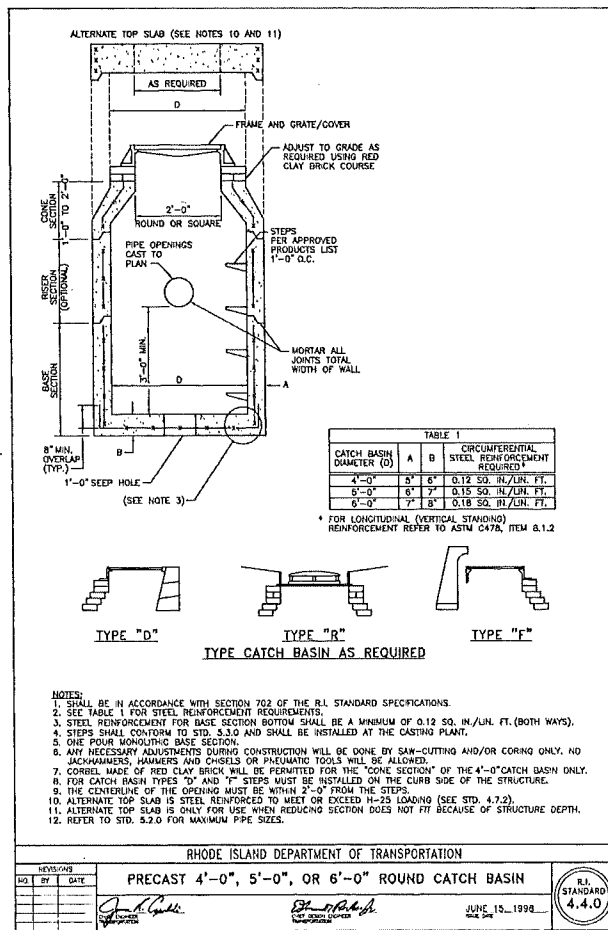 ALTERNATE TOP SLAB (SEE NOTES 10 AND 11)
AS REQUIRED
D
FRAME AND GRATE/COVER
ADJUST TO GRADE AS
REQUIRED USING RED
CLAY BRICK COURSE
CONE
SECTION
1'-0" TO 2'-0"
2'-0"
ROUND OR SQUARE
STEPS
PER APPROVED
PRODUCTS LIST
1'-0" O.C.
PIPE OPENINGS
CAST TO
PLAN
RISER
SECTION
(OPTIONAL)
3'-0" MIN.
MORTAR ALL
JOINTS TOTAL
WIDTH OF WALL
BASE
SECTION
D
A
8" MIN.
OVERLAP
(TYP.)
B
1'-0" SEEP HOLE
(SEE NOTE 3)
TABLE 1
CATCH BASIN DIAMETER (D) A B CIRCUMFERENTIAL STEEL REINFORCEMENT REQUIRED*
4'-0" 5" 6" 0.12 SQ. IN./LIN. FT.
5'-0" 6" 7" 0.15 SQ. IN./LIN. FT.
6'-0" 7" 8" 0.18 SQ. IN./LIN. FT.
* FOR LONGITUDINAL (VERTICAL STANDING)
REINFORCEMENT REFER TO ASTM C478, ITEM 8.1.2
TYPE "D" TYPE "R" TYPE "F"
TYPE CATCH BASIN AS REQUIRED
NOTES:
1. SHALL BE IN ACCORDANCE WITH SECTION 702 OF THE R.I. STANDARD SPECIFICATIONS.
2. SEE TABLE 1 FOR STEEL REINFORCEMENT REQUIREMENTS.
3. STEEL REINFORCEMENT FOR BASE SECTION BOTTOM SHALL BE A MINIMUM OF 0.12 SQ. IN./LIN. FT. (BOTH WAYS).
4. STEPS SHALL CONFORM TO STD. 5.3.0 AND SHALL BE INSTALLED AT THE CASTING PLANT.
5. ONE POUR MONOLITHIC BASE SECTION.
6. ANY NECESSARY ADJUSTMENTS DURING CONSTRUCTION WILL BE DONE BY SAW-CUTTING AND/OR CORING ONLY. NO
JACKHAMMERS, HAMMERS AND CHISELS OR PNEUMATIC TOOLS WILL BE ALLOWED.
7. CORBEL MADE OF RED CLAY BRICK WILL BE PERMITTED FOR THE "CONE SECTION" OF THE 4'-0" CATCH BASIN ONLY.
8. FOR CATCH BASIN TYPES "D" AND "F" STEPS MUST BE INSTALLED ON THE CURB SIDE OF THE STRUCTURE.
9. THE CENTERLINE OF THE OPENING MUST BE WITHIN 2'-0" FROM THE STEPS.
10. ALTERNATE TOP SLAB IS STEEL REINFORCED TO MEET OR EXCEED H-25 LOADING (SEE STD. 4.7.2).
11. ALTERNATE TOP SLAB IS ONLY FOR USE WHEN REDUCING SECTION DOES NOT FIT BECAUSE OF STRUCTURE DEPTH.
12. REFER TO STD. 5.2.0 FOR MAXIMUM PIPE SIZES.
RHODE ISLAND DEPARTMENT OF TRANSPORTATION
REVISIONS
NO. BY DATE
PRECAST 4'-0", 5'-0", OR 6'-0" ROUND CATCH BASIN
CHIEF ENGINEER
TRANSPORTATION
CHIEF DESIGN ENGINEER
TRANSPORTATION
JUNE 15, 1998
ISSUE DATE
R.I.
STANDARD
4.4.0